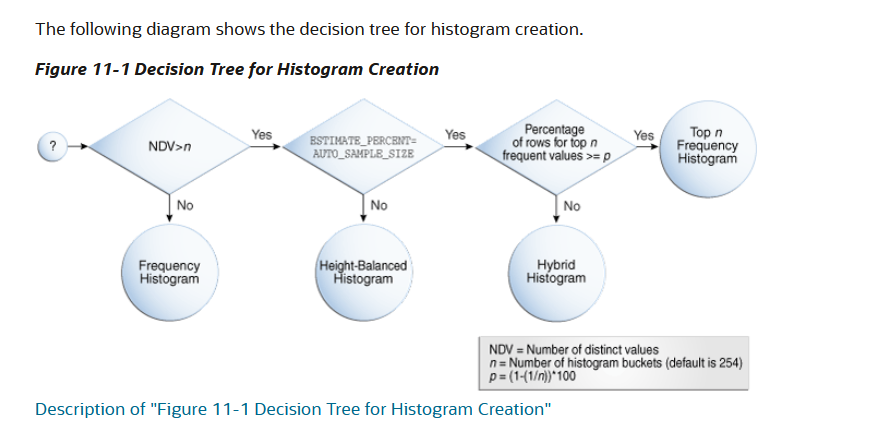 The following diagram shows the decision tree for histogram creation.
Figure 11-1 Decision Tree for Histogram Creation
?
NDV>n
Yes
ESTIMATE_PERCENT=
AUTO_SAMPLE_SIZE
Yes
Percentage
of rows for top n
frequent values >= p
Yes
Top n
Frequency
Histogram
No
No
No
Frequency
Histogram
Height-Balanced
Histogram
Hybrid
Histogram
NDV = Number of distinct values
n = Number of histogram buckets (default is 254)
p = (1-(1/n))*100
Description of "Figure 11-1 Decision Tree for Histogram Creation"